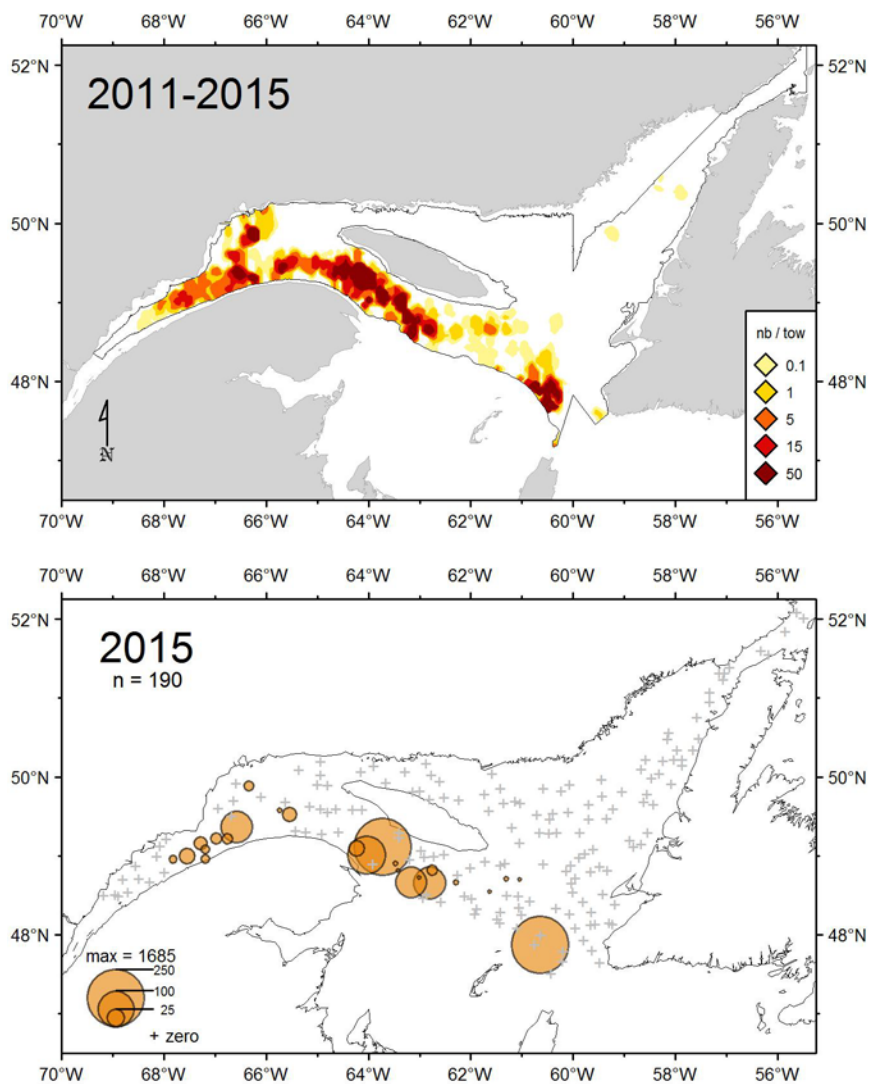 70°W 68°W 66°W 64°W 62°W 60°W 58°W 56°W
52°N 52°N
2011-2015
50°N 50°N
nb / tow
0.1
1
5
15
50
48°N 48°N
N
70°W 68°W 66°W 64°W 62°W 60°W 58°W 56°W
70°W 68°W 66°W 64°W 62°W 60°W 58°W 56°W
52°N 52°N
2015
n = 190
50°N 50°N
48°N 48°N
max = 1685
250
100
25
+ zero
70°W 68°W 66°W 64°W 62°W 60°W 58°W 56°W